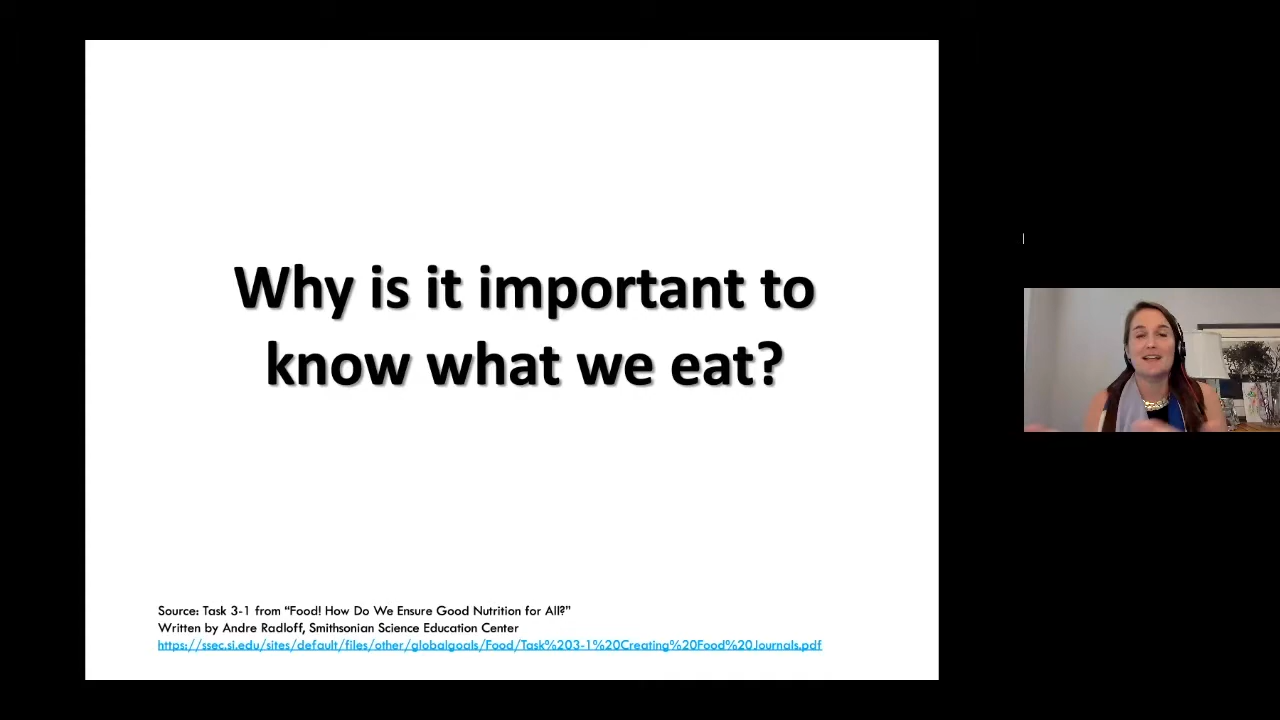 Why is it important to
know what we eat?
Source: Task 3-1 from “Food! How Do We Ensure Good Nutrition for All?”
Written by Andre Radloff, Smithsonian Science Education Center
https://ssec.si.edu/sites/default/files/other/globalgoals/Food/Task%203-1%20Creating%20Food%20Journals.pdf